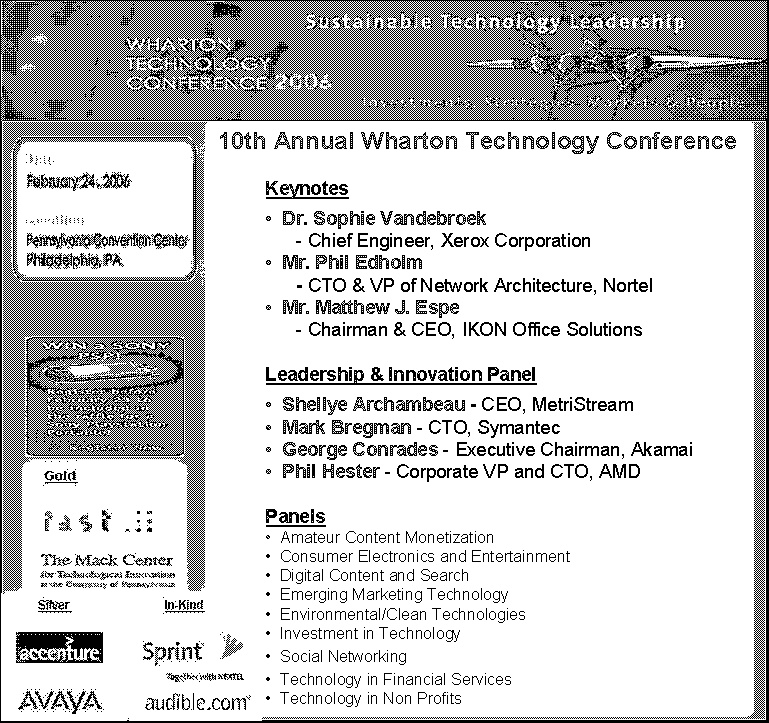 Sustainable Technology Leadership
WHARTON
TECHNOLOGY
CONFERENCE 2006
10th Annual Wharton Technology Conference
Date
February 24, 2006
Location
Pennsylvania Convention Center
Philadelphia, PA
Keynotes
• Dr. Sophie Vandebroek
- Chief Engineer, Xerox Corporation
• Mr. Phil Edholm
- CTO & VP of Network Architecture, Nortel
• Mr. Matthew J. Espe
- Chairman & CEO, IKON Office Solutions
WIN A SONY
PSP!
Leadership & Innovation Panel
• Shellye Archambeau - CEO, MetriStream
• Mark Bregman - CTO, Symantec
• George Conrades - Executive Chairman, Akamai
• Phil Hester - Corporate VP and CTO, AMD
Gold
fast
The Mack Center
for Technological Innovation
at the University of Pennsylvania
Silver
In-Kind
accenture
Sprint
Together with NEXTEL
AVAYA
audible.com
Panels
• Amateur Content Monetization
• Consumer Electronics and Entertainment
• Digital Content and Search
• Emerging Marketing Technology
• Environmental/Clean Technologies
• Investment in Technology
• Social Networking
• Technology in Financial Services
• Technology in Non Profits